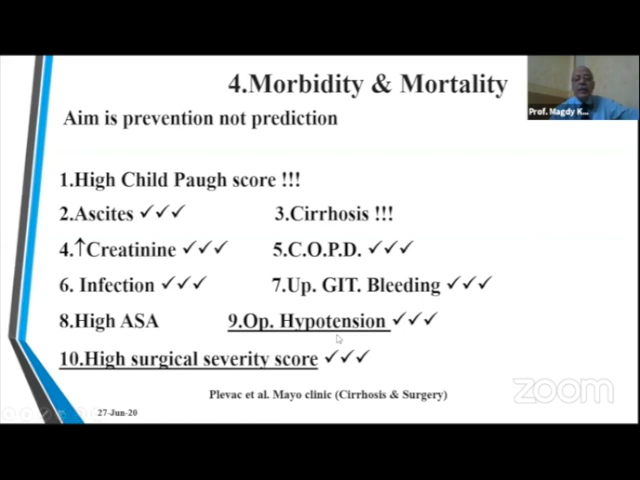 4.Morbidity & Mortality
Aim is prevention not prediction
1.High Child Paugh score !!!
2.Ascites ✓✓✓ 3.Cirrhosis !!!
4.↑Creatinine ✓✓✓ 5.C.O.P.D. ✓✓✓
6. Infection ✓✓✓ 7.Up. GIT. Bleeding ✓✓✓
8.High ASA 9.Op. Hypotension ✓✓✓
10.High surgical severity score ✓✓✓
Plevac et al. Mayo clinic (Cirrhosis & Surgery)
27-Jun-20
Prof. Magdy K...
zoom